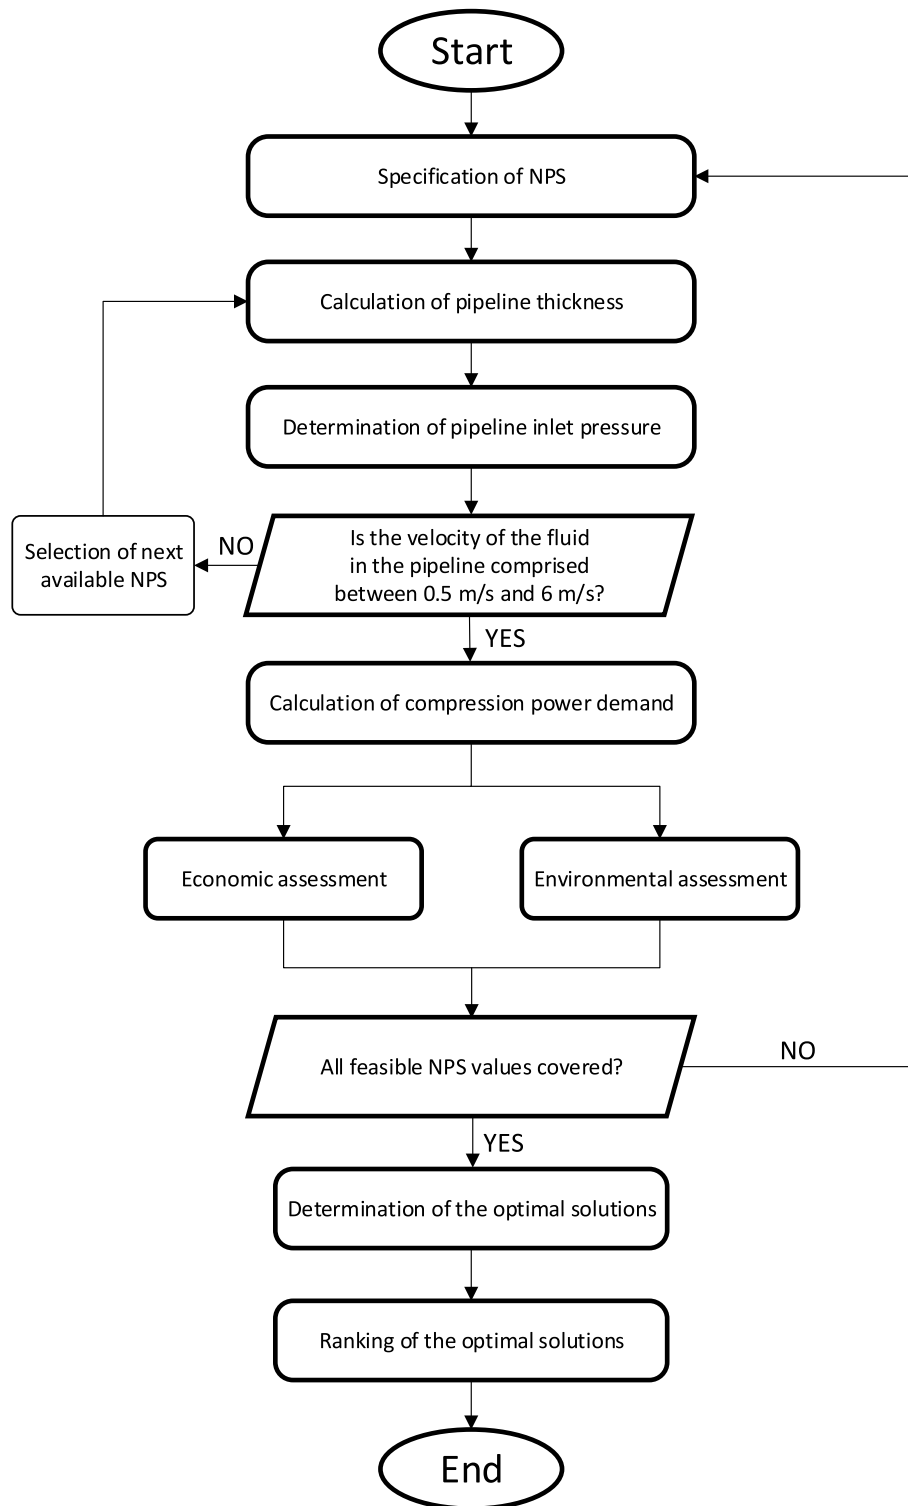 Start
Specification of NPS
Calculation of pipeline thickness
Determination of pipeline inlet pressure
Selection of next
available NPS
NO
Is the velocity of the fluid
in the pipeline comprised
between 0.5 m/s and 6 m/s?
YES
Calculation of compression power demand
Economic assessment
Environmental assessment
All feasible NPS values covered?
NO
YES
Determination of the optimal solutions
Ranking of the optimal solutions
End